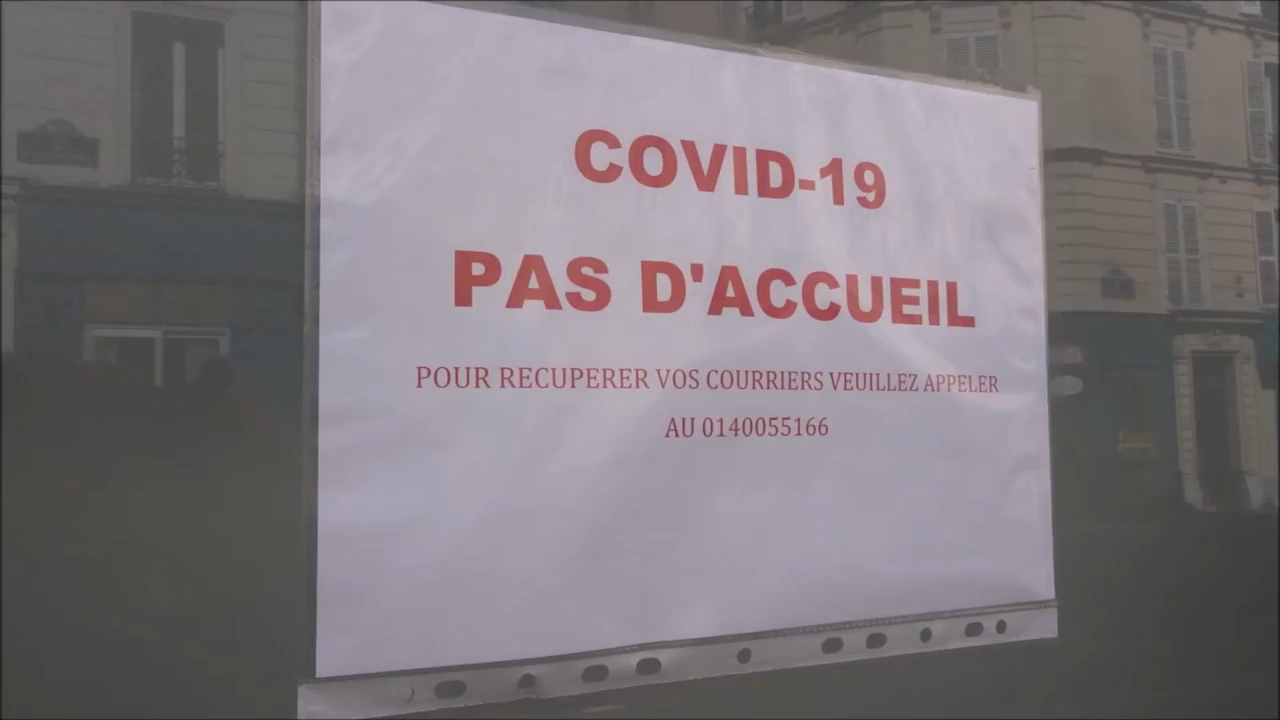 COVID-19
PAS D'ACCUEIL
POUR RECUPERER VOS COURRIERS VEUILLEZ APPELER
AU 0140055166